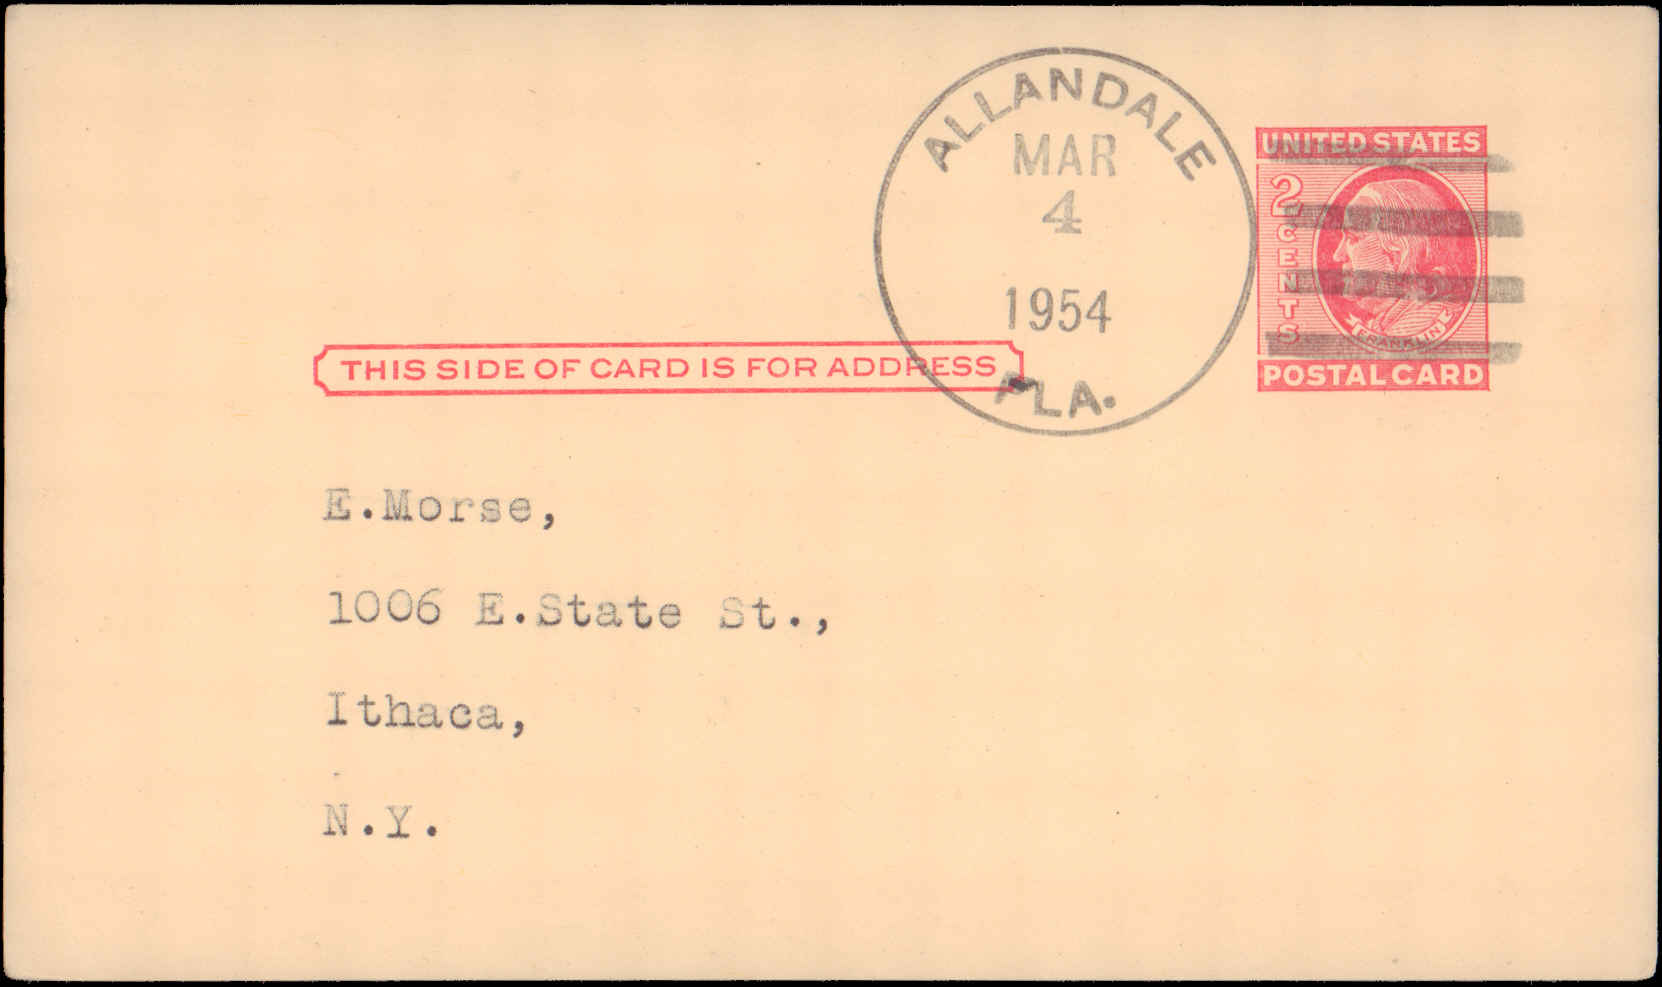 ALLANDALE
MAR
4
1954
FLA.
UNITED STATES
2
CENTS
FRANKLIN
POSTAL CARD
THIS SIDE OF CARD IS FOR ADDRESS
E.Morse,
1006 E.State St.,
Ithaca,
N.Y.